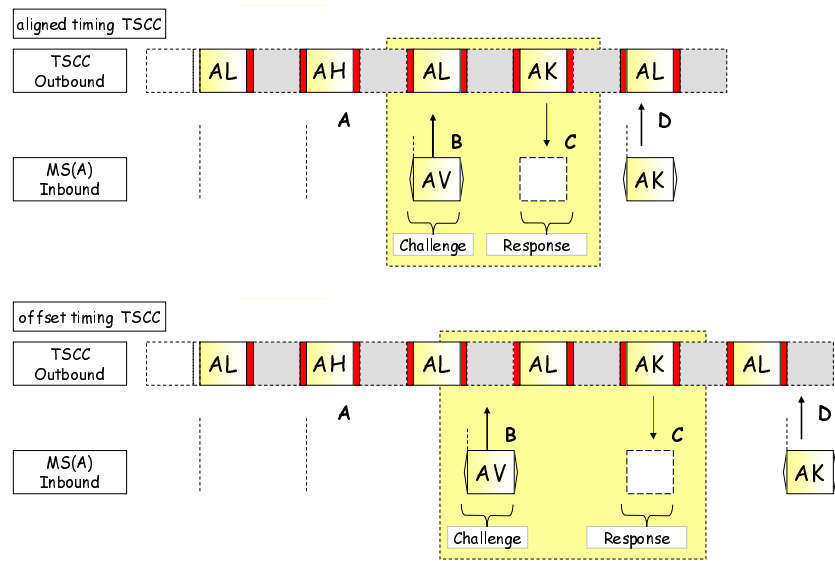 aligned timing TSCC
TSCC
Outbound
AL
AH
AL
AK
AL
A
B
C
D
MS(A)
Inbound
AV
AK
Challenge
Response
offset timing TSCC
TSCC
Outbound
AL
AH
AL
AL
AK
AL
A
B
C
D
MS(A)
Inbound
AV
AK
Challenge
Response